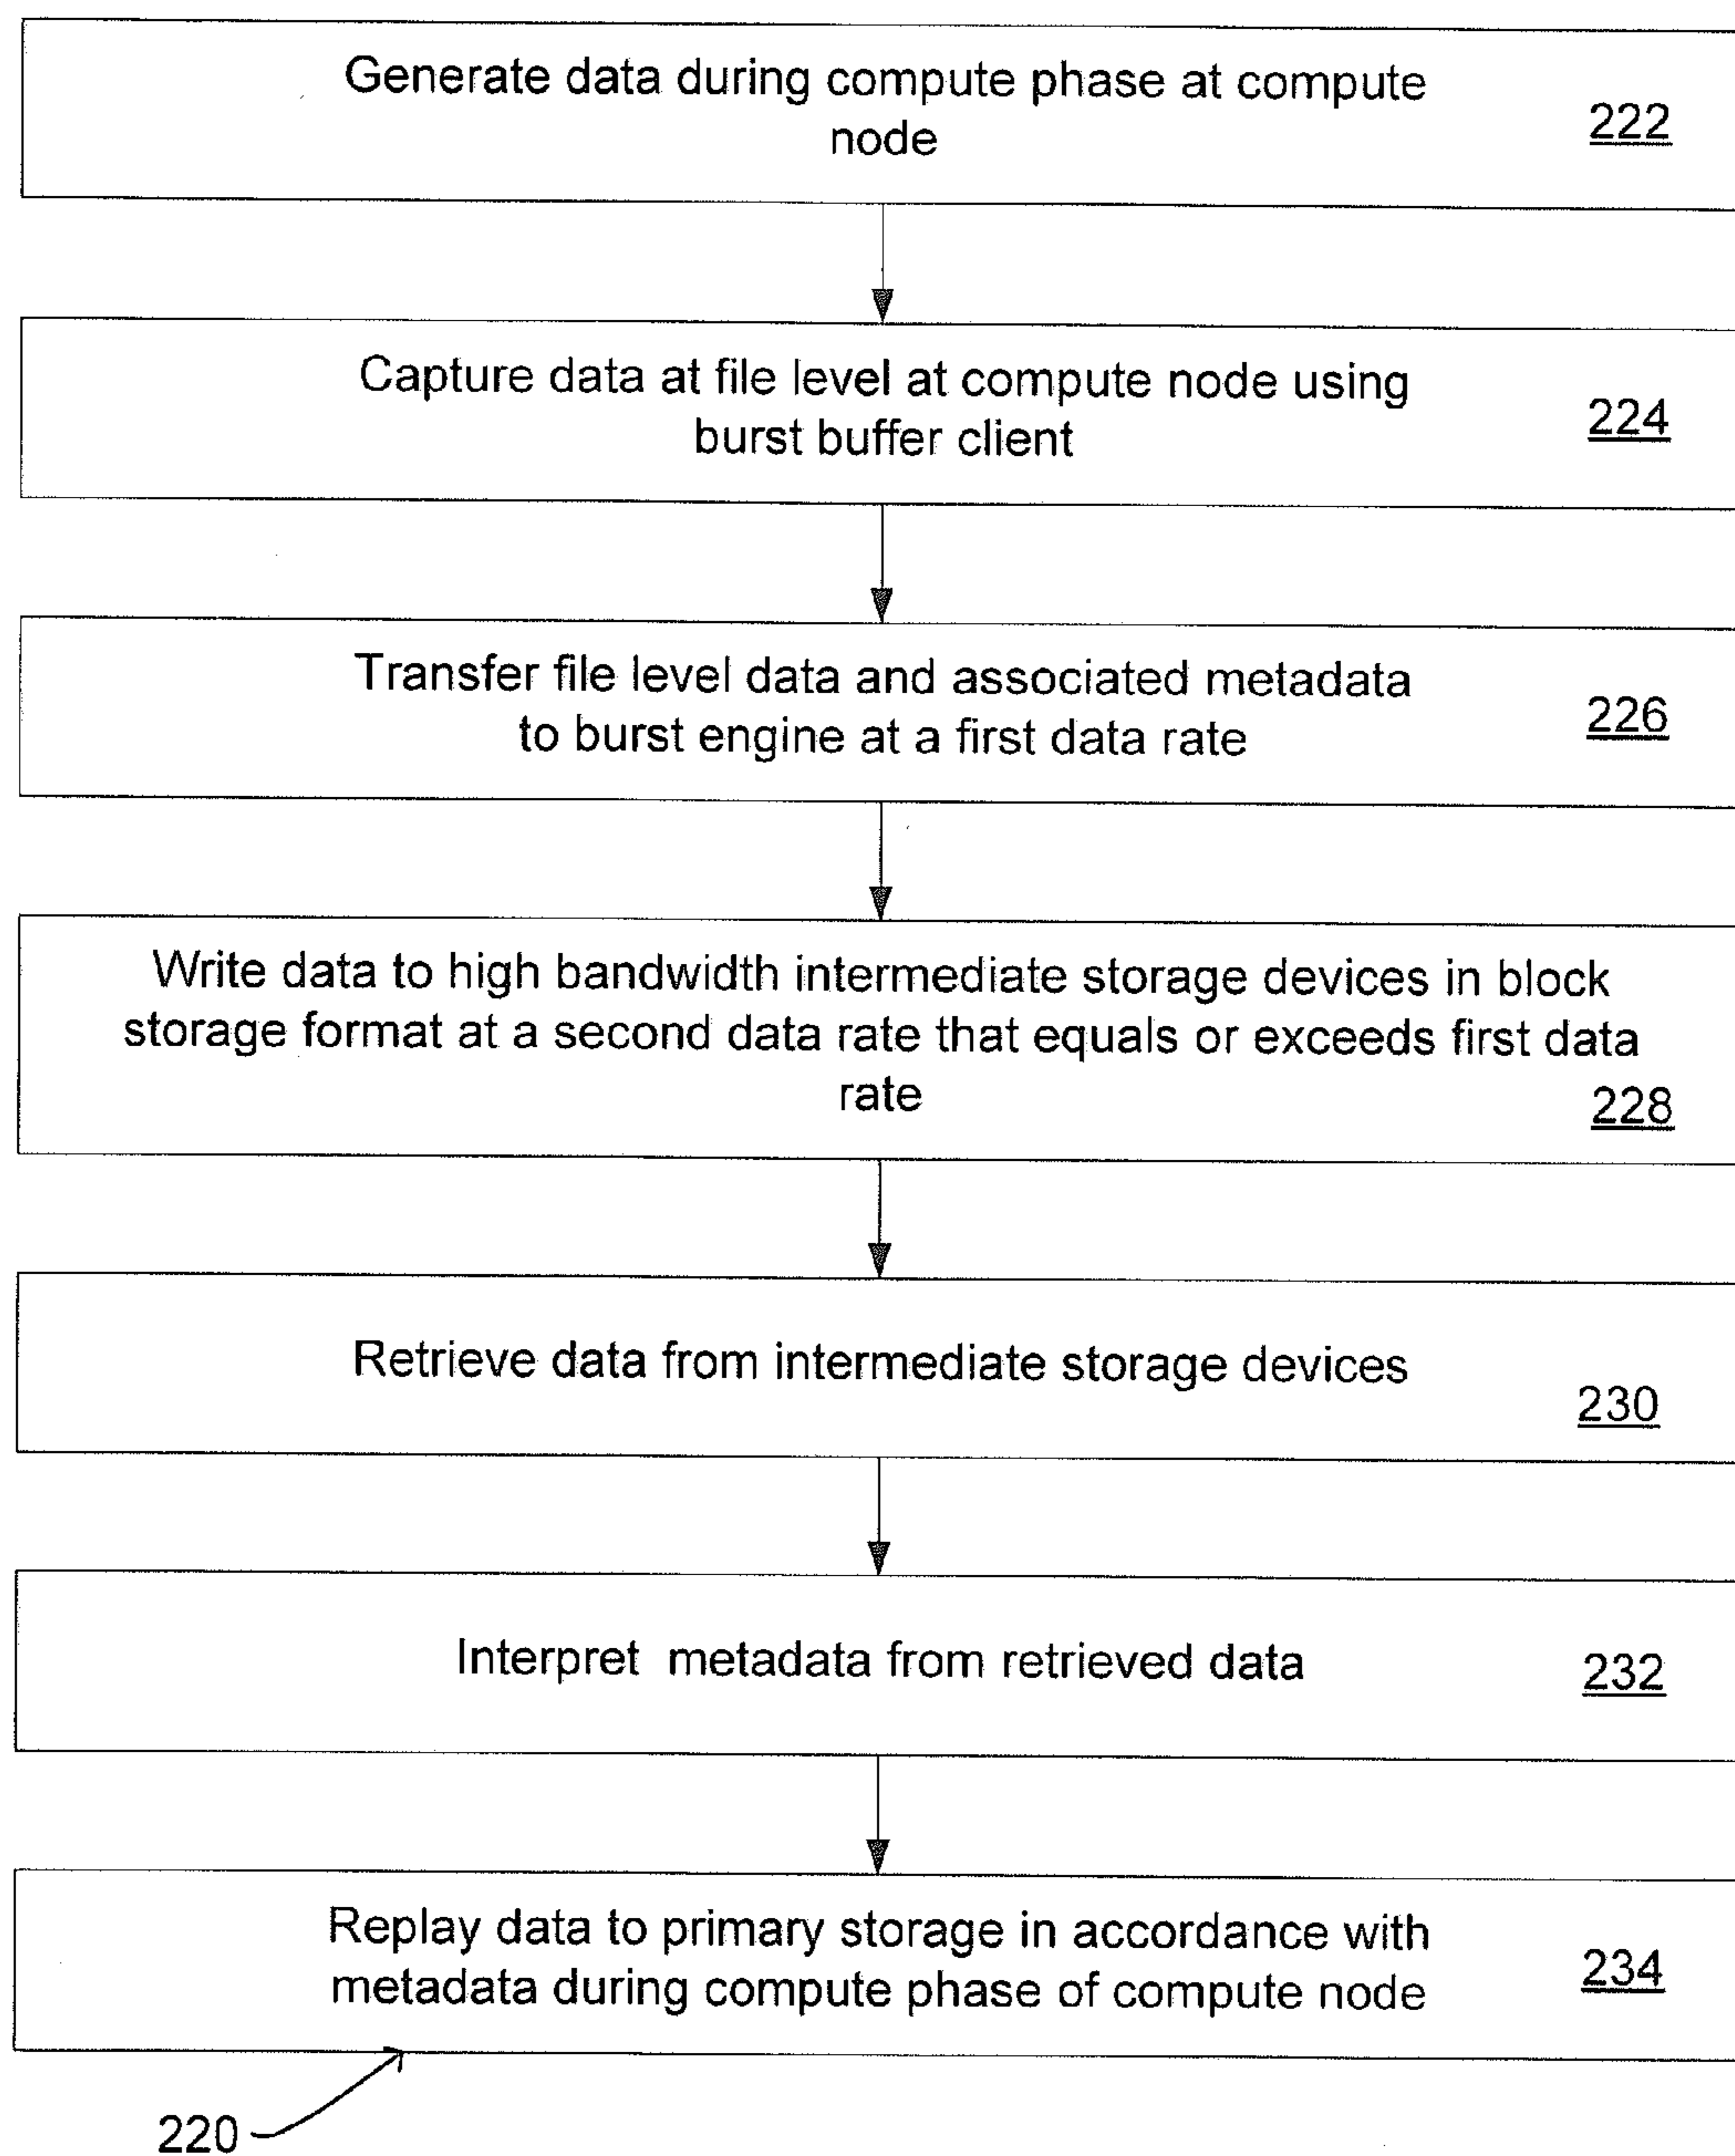 Generate data during compute phase at compute
node
222
Capture data at file level at compute node using
burst buffer client
224
Transfer file level data and associated metadata
to burst engine at a first data rate
226
Write data to high bandwidth intermediate storage devices in block
storage format at a second data rate that equals or exceeds first data
rate
228
Retrieve data from intermediate storage devices
230
Interpret metadata from retrieved data
232
Replay data to primary storage in accordance with
metadata during compute phase of compute node
234
220